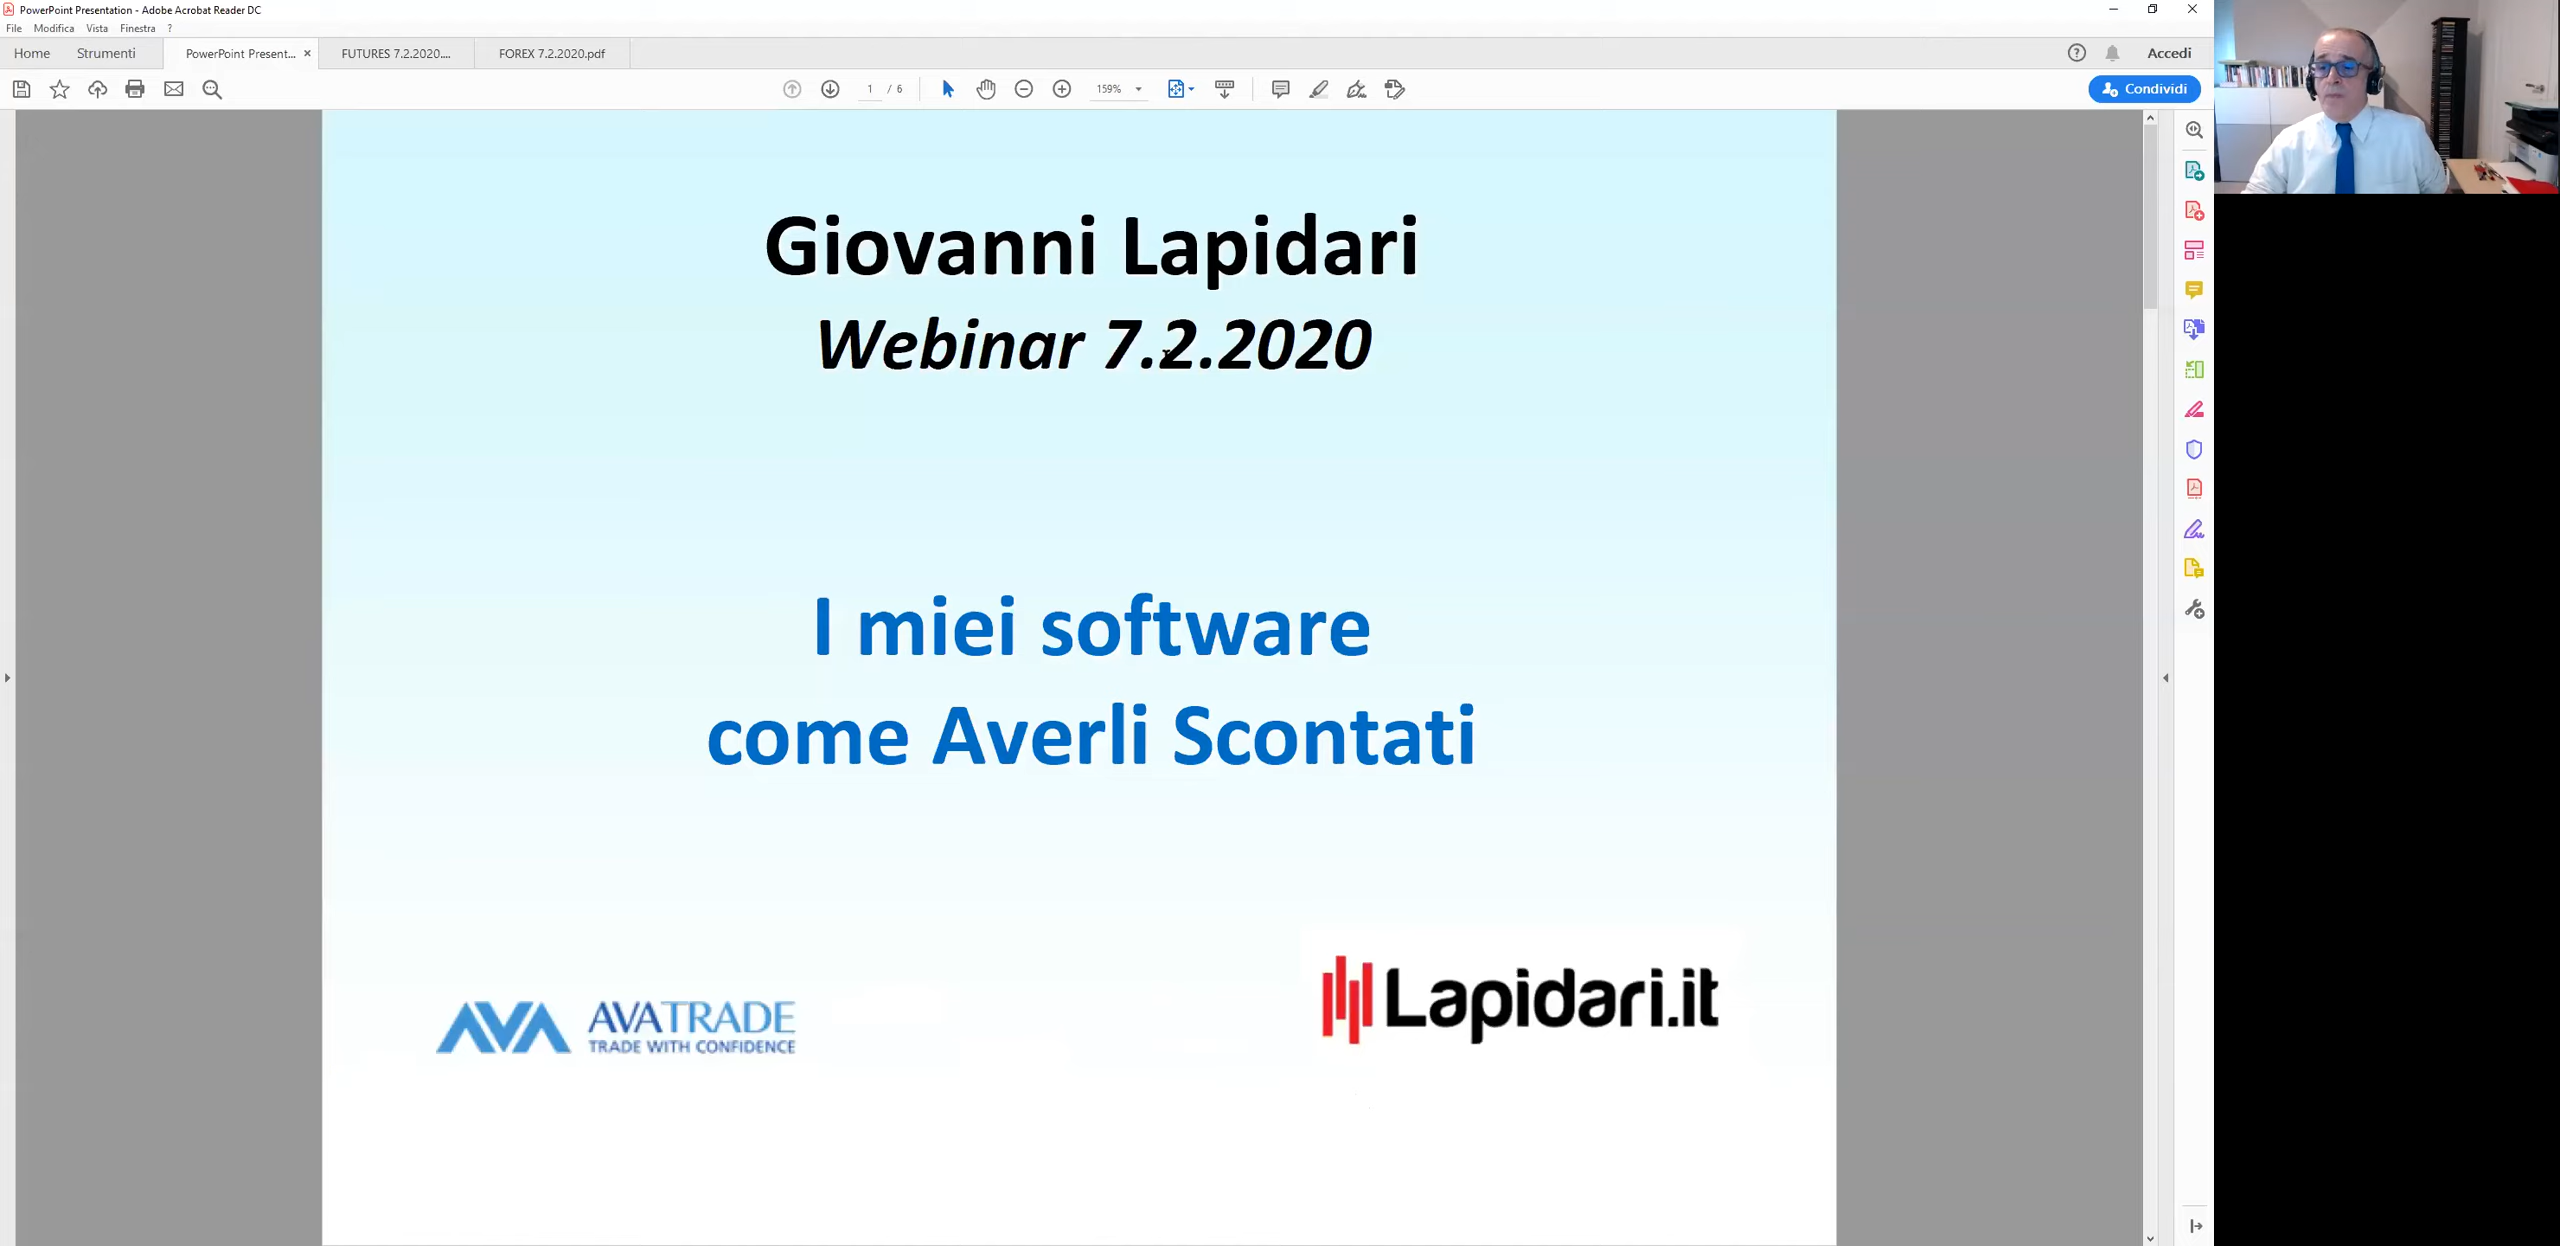 PowerPoint Presentation - Adobe Acrobat Reader DC
File Modifica Vista Finestra ?
Home Strumenti PowerPoint Present... × FUTURES 7.2.2020.... FOREX 7.2.2020.pdf Accedi
1 / 6 159% Condividi
Giovanni Lapidari
Webinar 7.2.2020
I miei software
come Averli Scontati
AVA AVATRADE
TRADE WITH CONFIDENCE
Lapidari.it